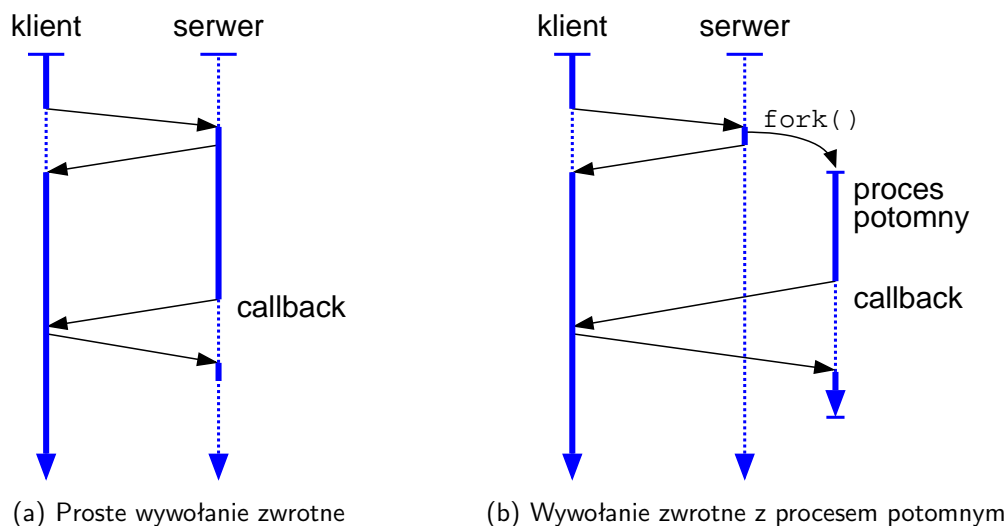 klient serwer
callback
(a) Proste wywołanie zwrotne
klient serwer
fork()
proces
potomny
callback
(b) Wywołanie zwrotne z procesem potomnym